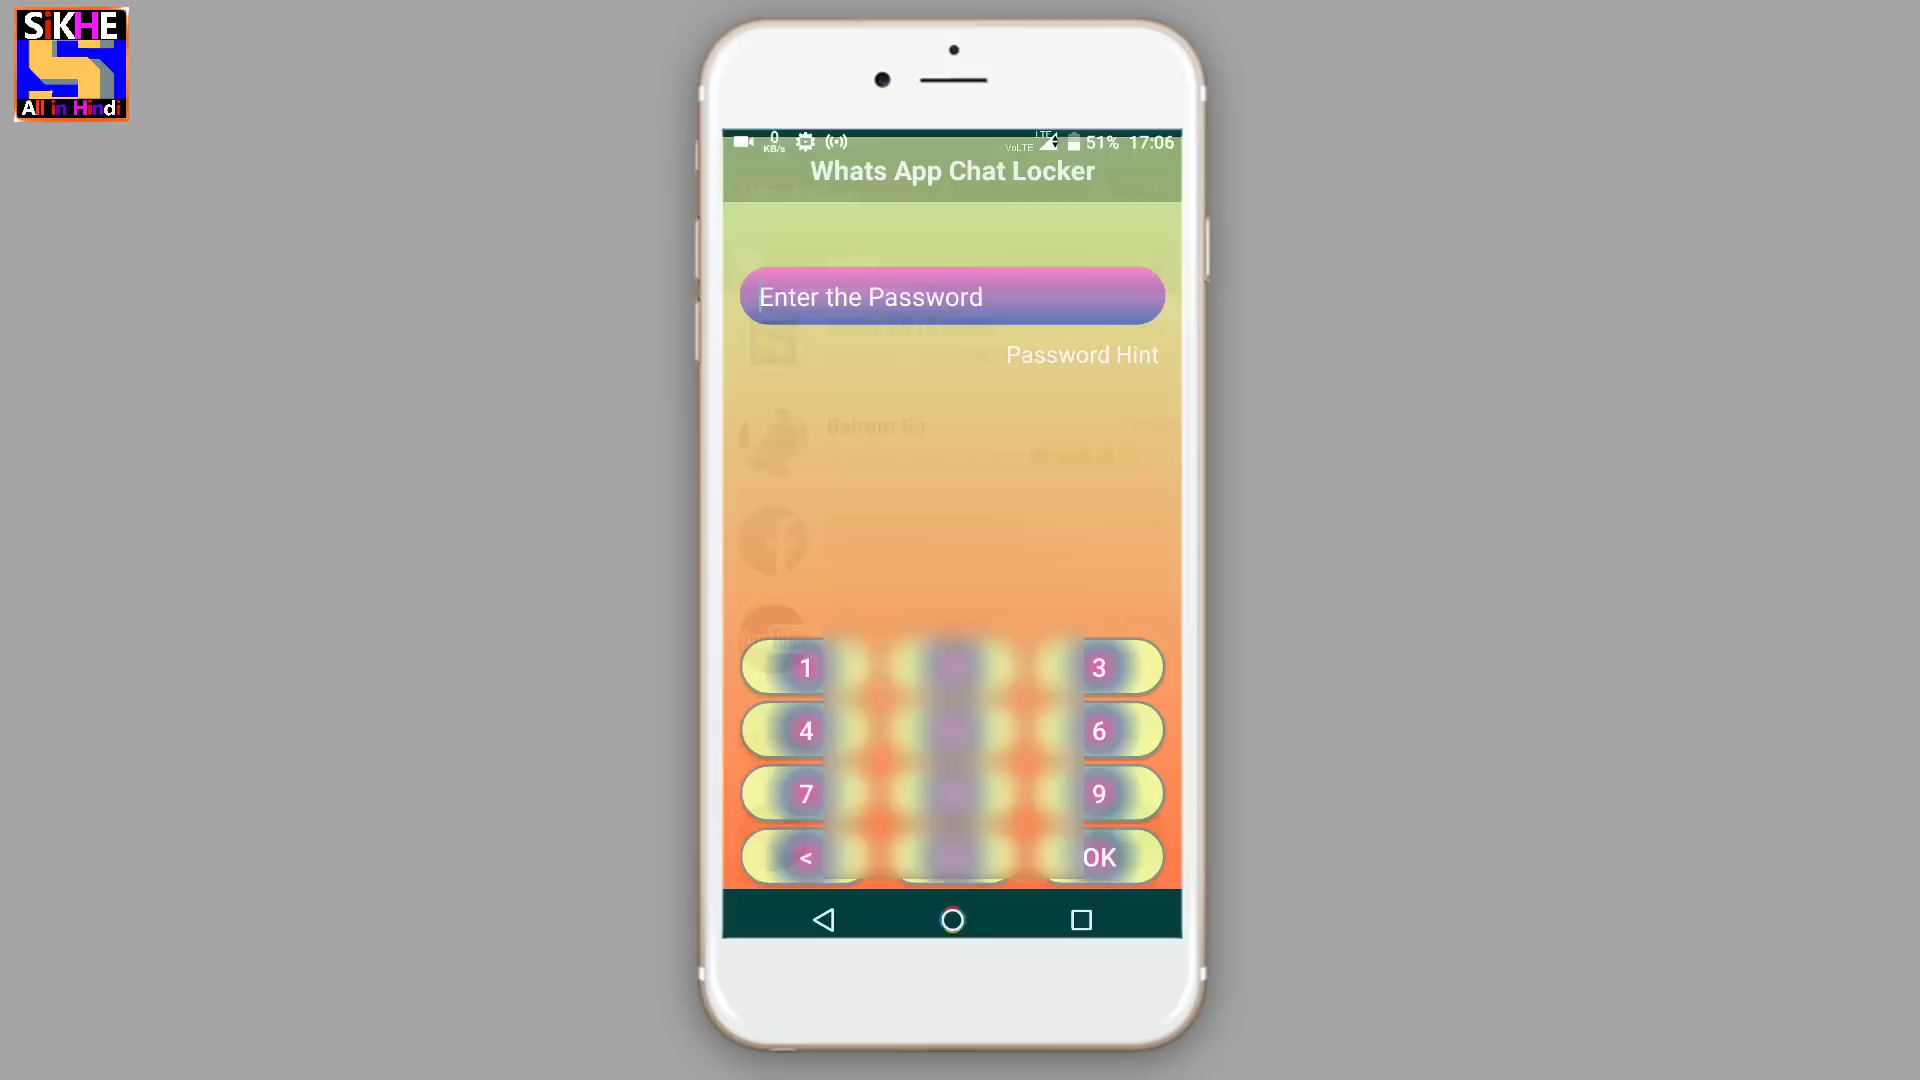 SiKHE
All in Hindi
0
KB/s
LTE
VoLTE
51% 17:06
Whats App Chat Locker
Enter the Password
Password Hint
Balram Sir
1
3
4
6
7
9
<
OK